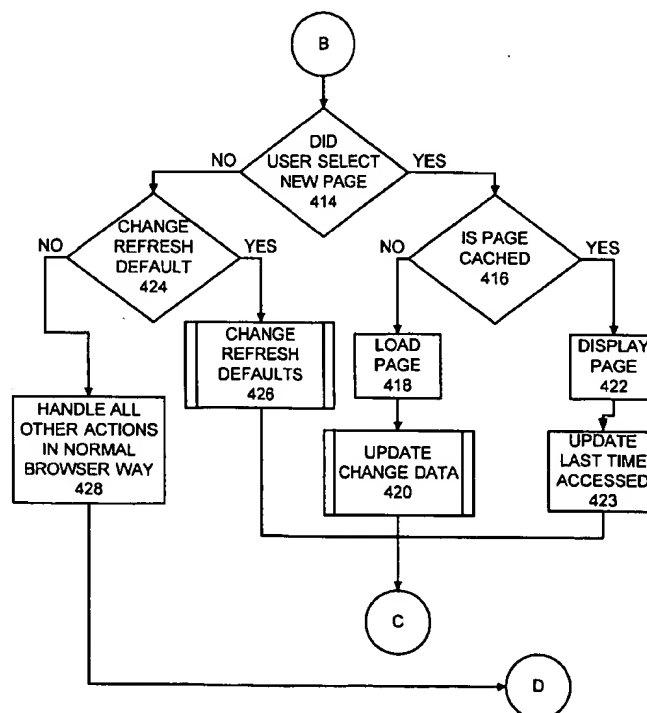 B
DID
USER SELECT
NEW PAGE
414
NO
YES
CHANGE
REFRESH
DEFAULT
424
NO
YES
IS PAGE
CACHED
416
NO
YES
CHANGE
REFRESH
DEFAULTS
426
LOAD
PAGE
418
DISPLAY
PAGE
422
HANDLE ALL
OTHER ACTIONS
IN NORMAL
BROWSER WAY
428
UPDATE
CHANGE DATA
420
UPDATE
LAST TIME
ACCESSED
423
C
D